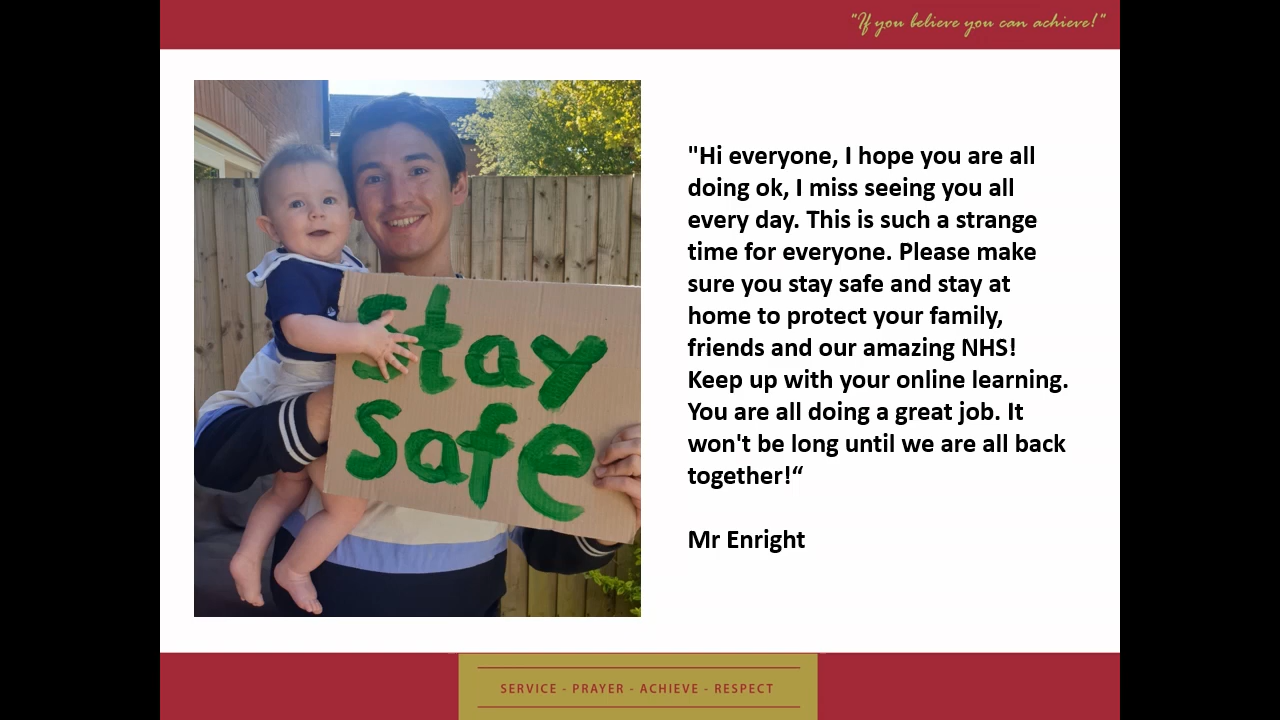 "If you believe you can achieve!"
Stay
Safe
"Hi everyone, I hope you are all
doing ok, I miss seeing you all
every day. This is such a strange
time for everyone. Please make
sure you stay safe and stay at
home to protect your family,
friends and our amazing NHS!
Keep up with your online learning.
You are all doing a great job. It
won't be long until we are all back
together!“
Mr Enright
SERVICE - PRAYER - ACHIEVE - RESPECT